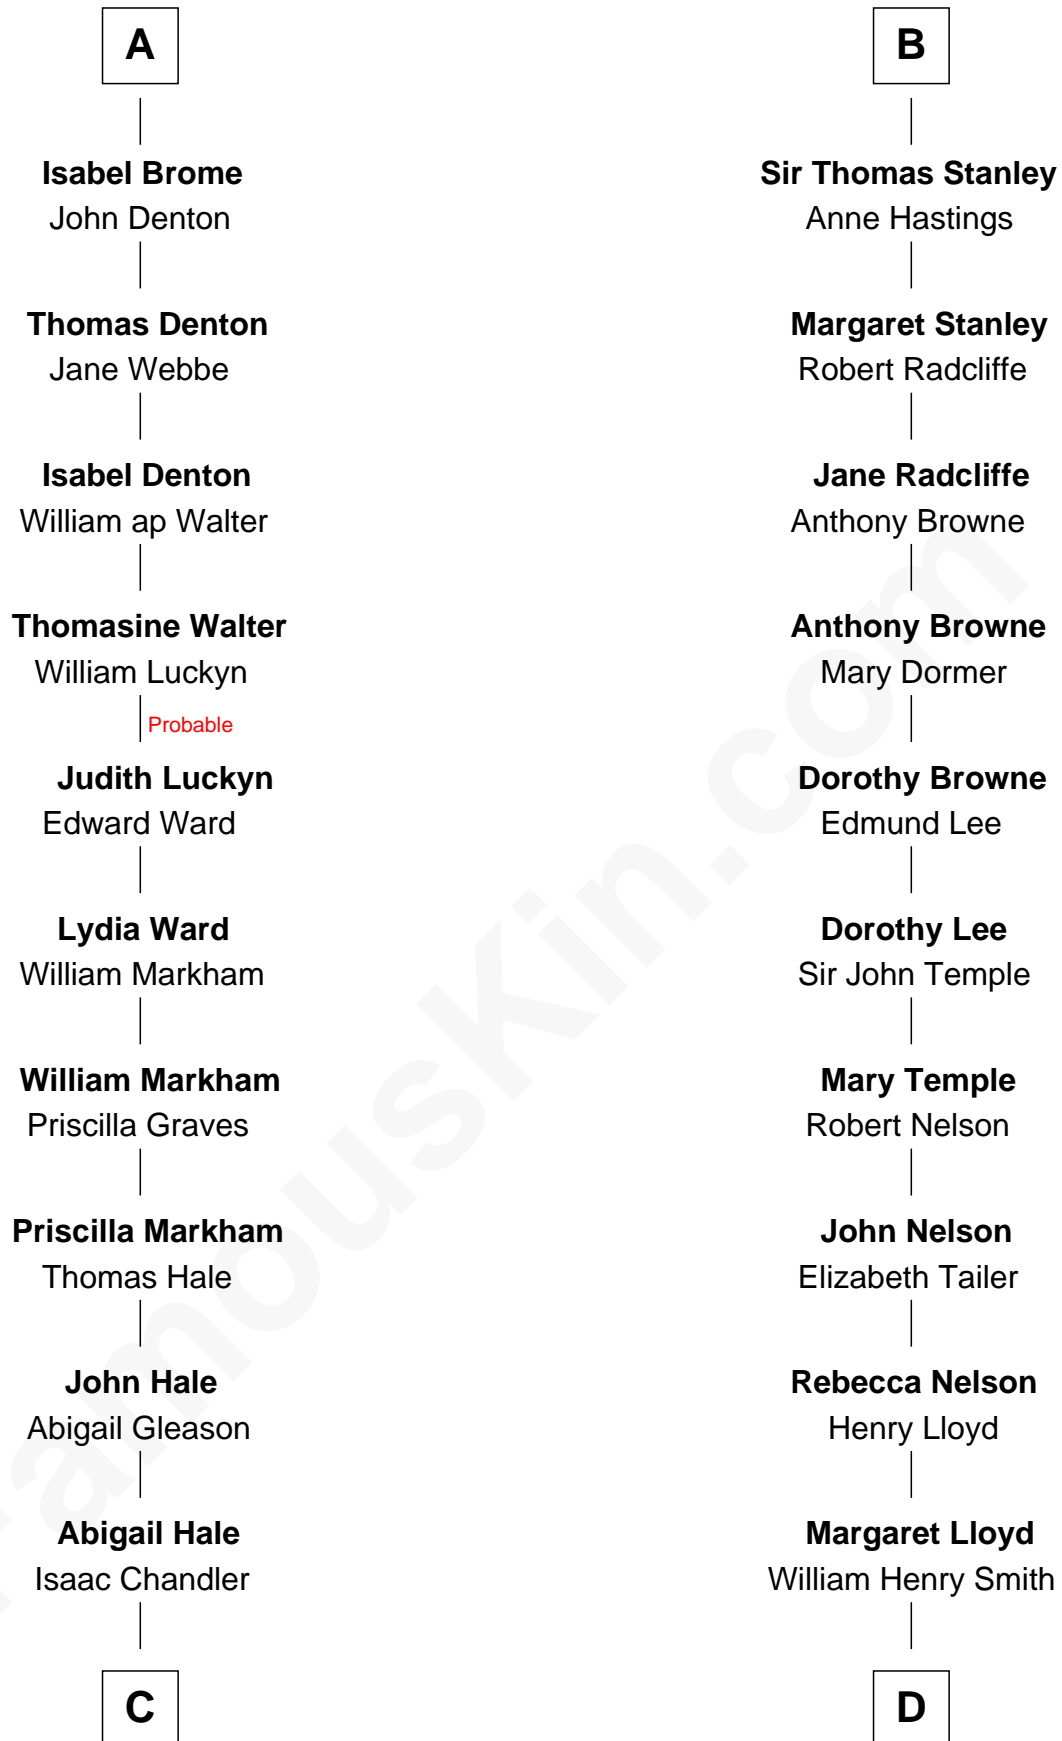 A
Isabel Brome
John Denton
Thomas Denton
Jane Webbe
Isabel Denton
William ap Walter
Thomasine Walter
William Luckyn
Probable
Judith Luckyn
Edward Ward
Lydia Ward
William Markham
William Markham
Priscilla Graves
Priscilla Markham
Thomas Hale
John Hale
Abigail Gleason
Abigail Hale
Isaac Chandler
C
B
Sir Thomas Stanley
Anne Hastings
Margaret Stanley
Robert Radcliffe
Jane Radcliffe
Anthony Browne
Anthony Browne
Mary Dormer
Dorothy Browne
Edmund Lee
Dorothy Lee
Sir John Temple
Mary Temple
Robert Nelson
John Nelson
Elizabeth Tailer
Rebecca Nelson
Henry Lloyd
Margaret Lloyd
William Henry Smith
D
FamousKin.com